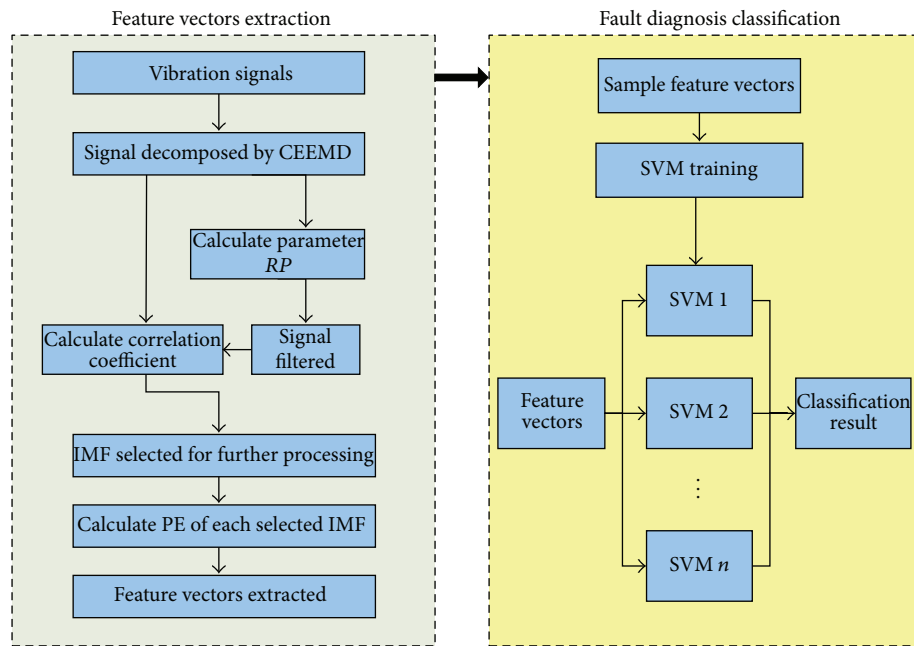 Feature vectors extraction
Vibration signals
Signal decomposed by CEEMD
Calculate parameter
RP
Calculate correlation
coefficient
Signal
filtered
IMF selected for further processing
Calculate PE of each selected IMF
Feature vectors extracted
Fault diagnosis classification
Sample feature vectors
SVM training
SVM 1
Feature
vectors
SVM 2
Classification
result
⋮
SVM n